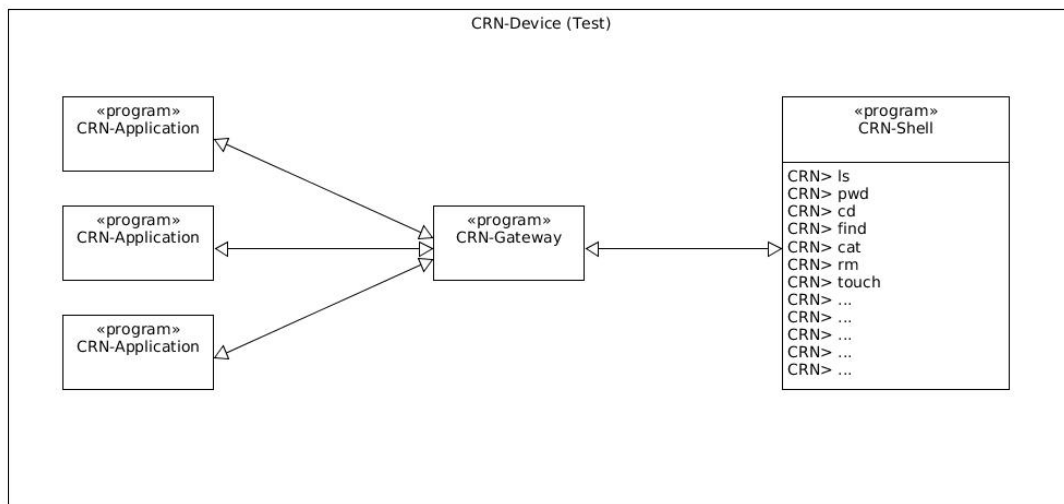 CRN-Device (Test)
«program»
CRN-Application
«program»
CRN-Application
«program»
CRN-Application
«program»
CRN-Gateway
«program»
CRN-Shell
CRN> ls
CRN> pwd
CRN> cd
CRN> find
CRN> cat
CRN> rm
CRN> touch
CRN> ...
CRN> ...
CRN> ...
CRN> ...
CRN> ...